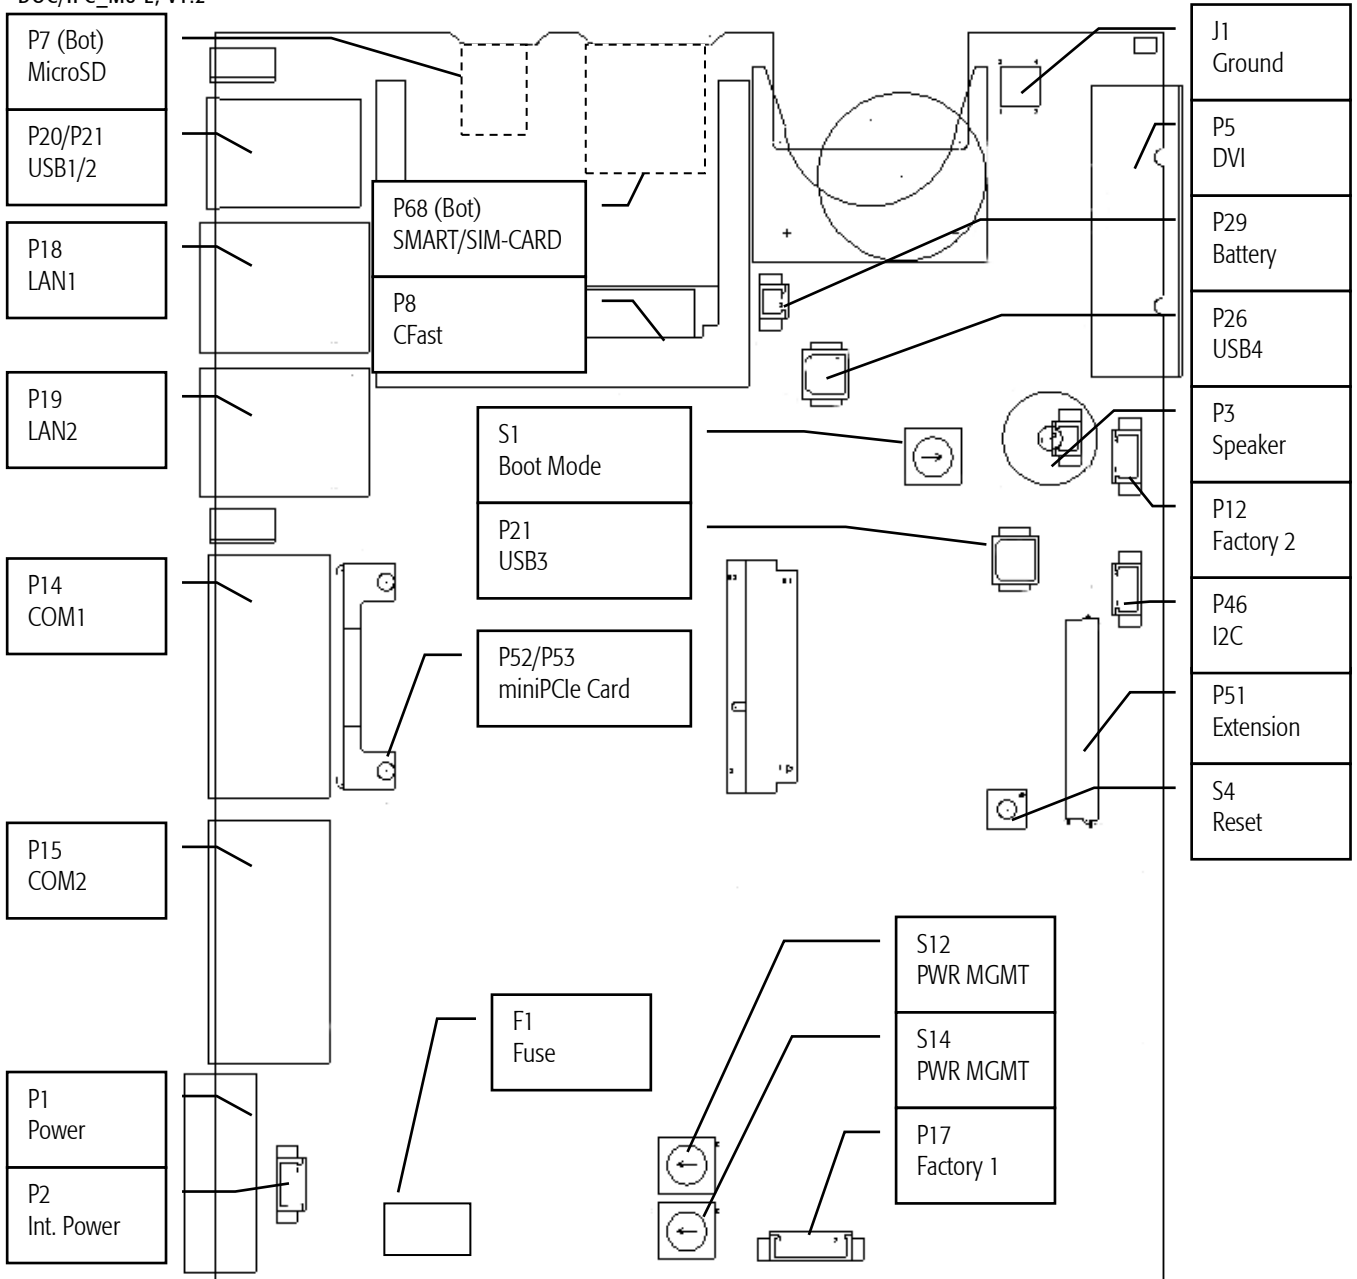 P7 (Bot)
MicroSD
P20/P21
USB1/2
P18
LAN1
P19
LAN2
P14
COM1
P15
COM2
P1
Power
P2
Int. Power
P68 (Bot)
SMART/SIM-CARD
P8
CFast
S1
Boot Mode
P21
USB3
P52/P53
miniPCIe Card
F1
Fuse
S12
PWR MGMT
S14
PWR MGMT
P17
Factory 1
J1
Ground
P5
DVI
P29
Battery
P26
USB4
P3
Speaker
P12
Factory 2
P46
I2C
P51
Extension
S4
Reset